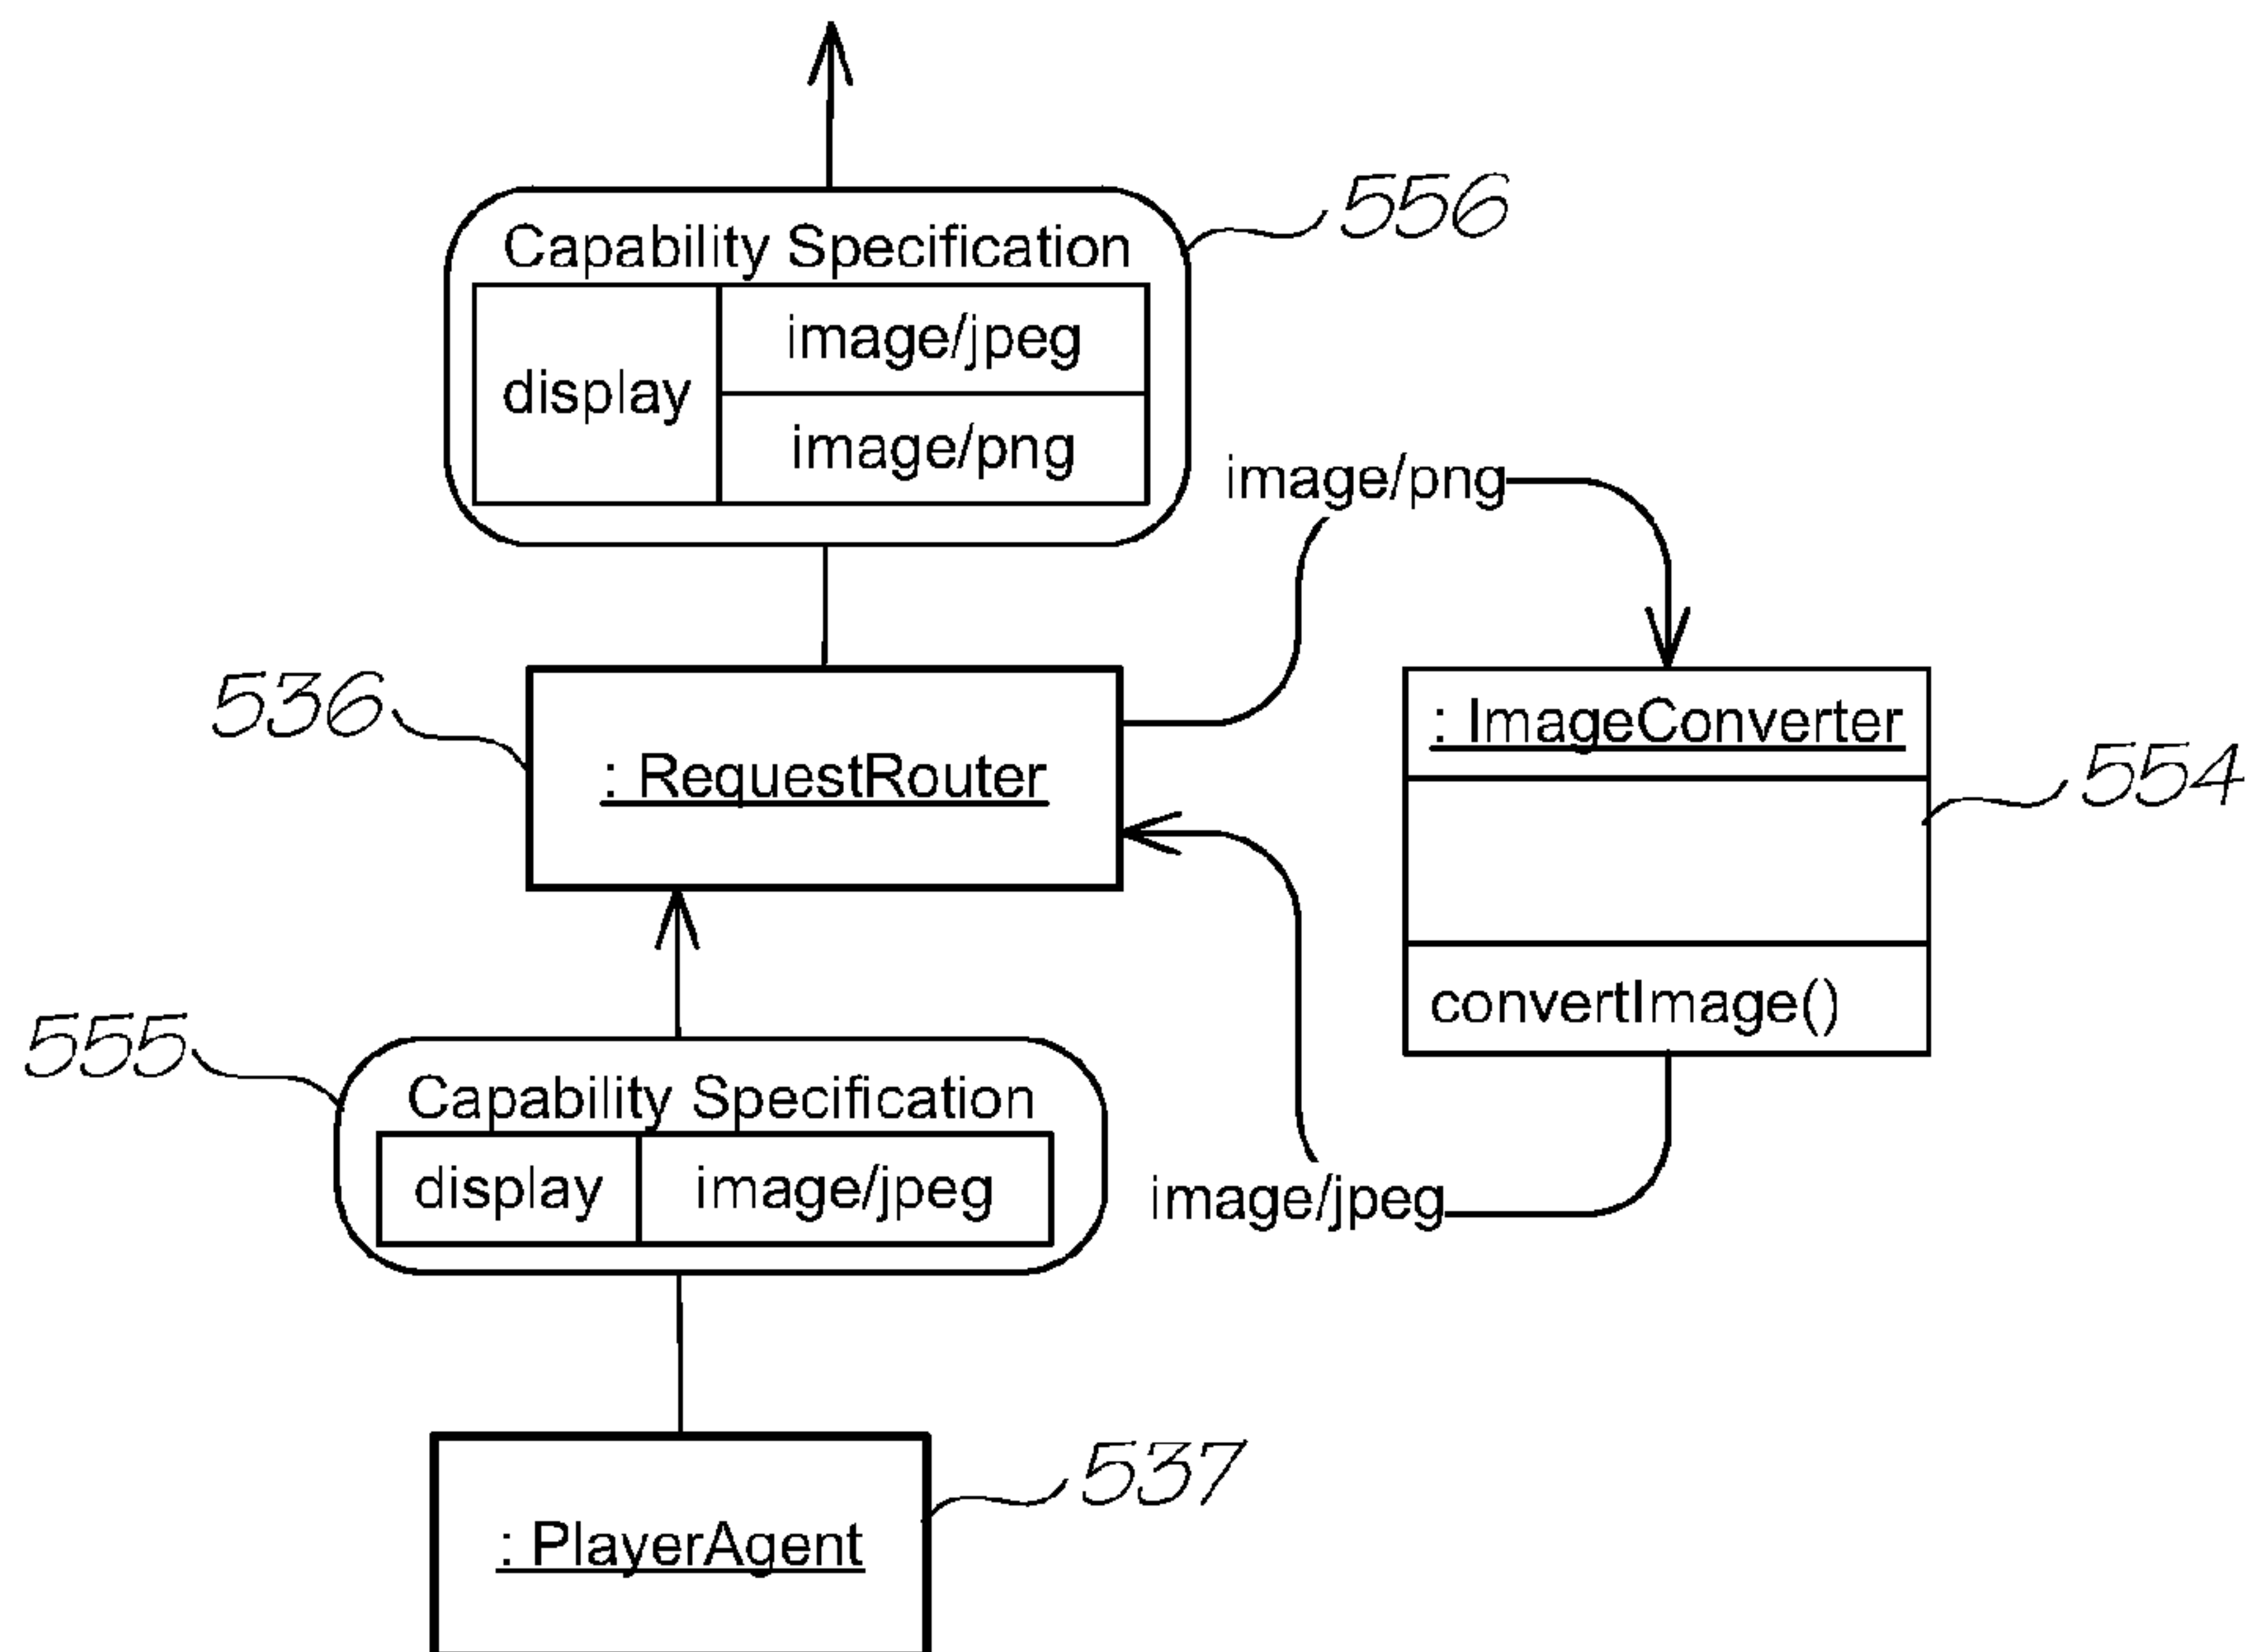 556
Capability Specification
display
image/jpeg
image/png
image/png
536
: RequestRouter
: ImageConverter
554
convertImage()
555
Capability Specification
display
image/jpeg
image/jpeg
537
: PlayerAgent